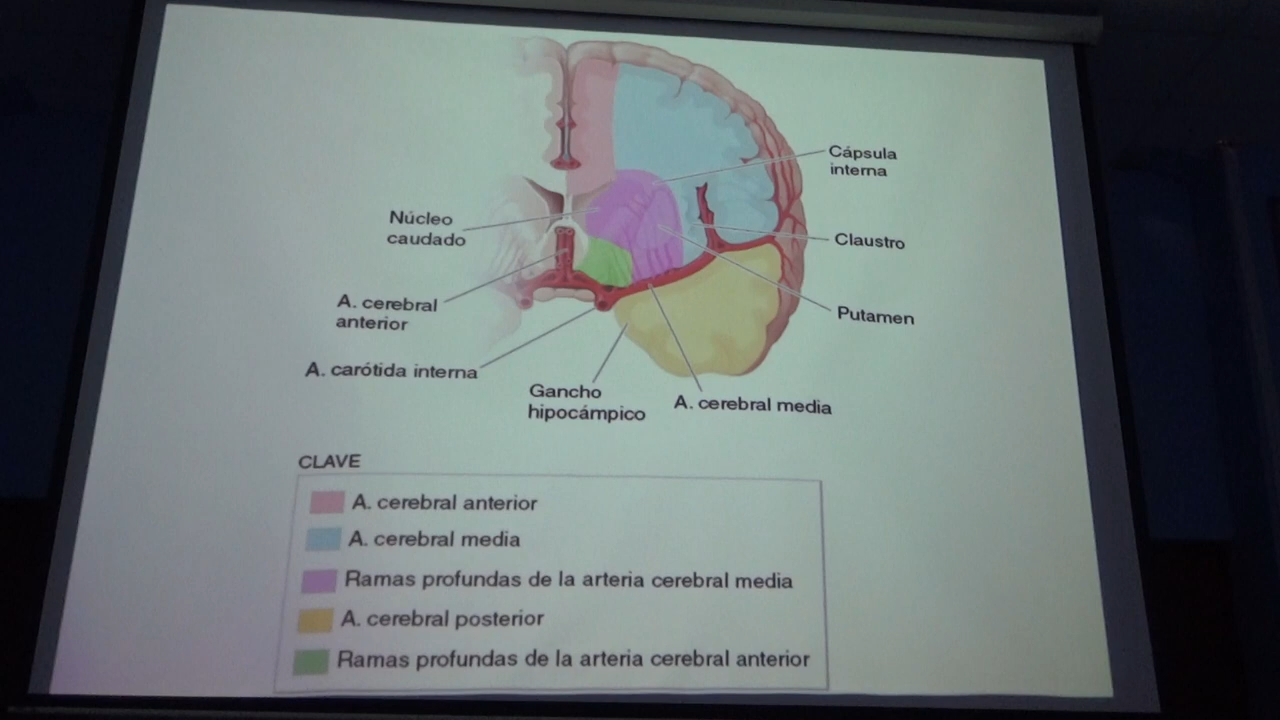 Cápsula
interna
Núcleo
caudado
Claustro
A. cerebral
anterior
Putamen
A. carótida interna
Gancho
hipocámpico
A. cerebral media
CLAVE
A. cerebral anterior
A. cerebral media
Ramas profundas de la arteria cerebral media
A. cerebral posterior
Ramas profundas de la arteria cerebral anterior